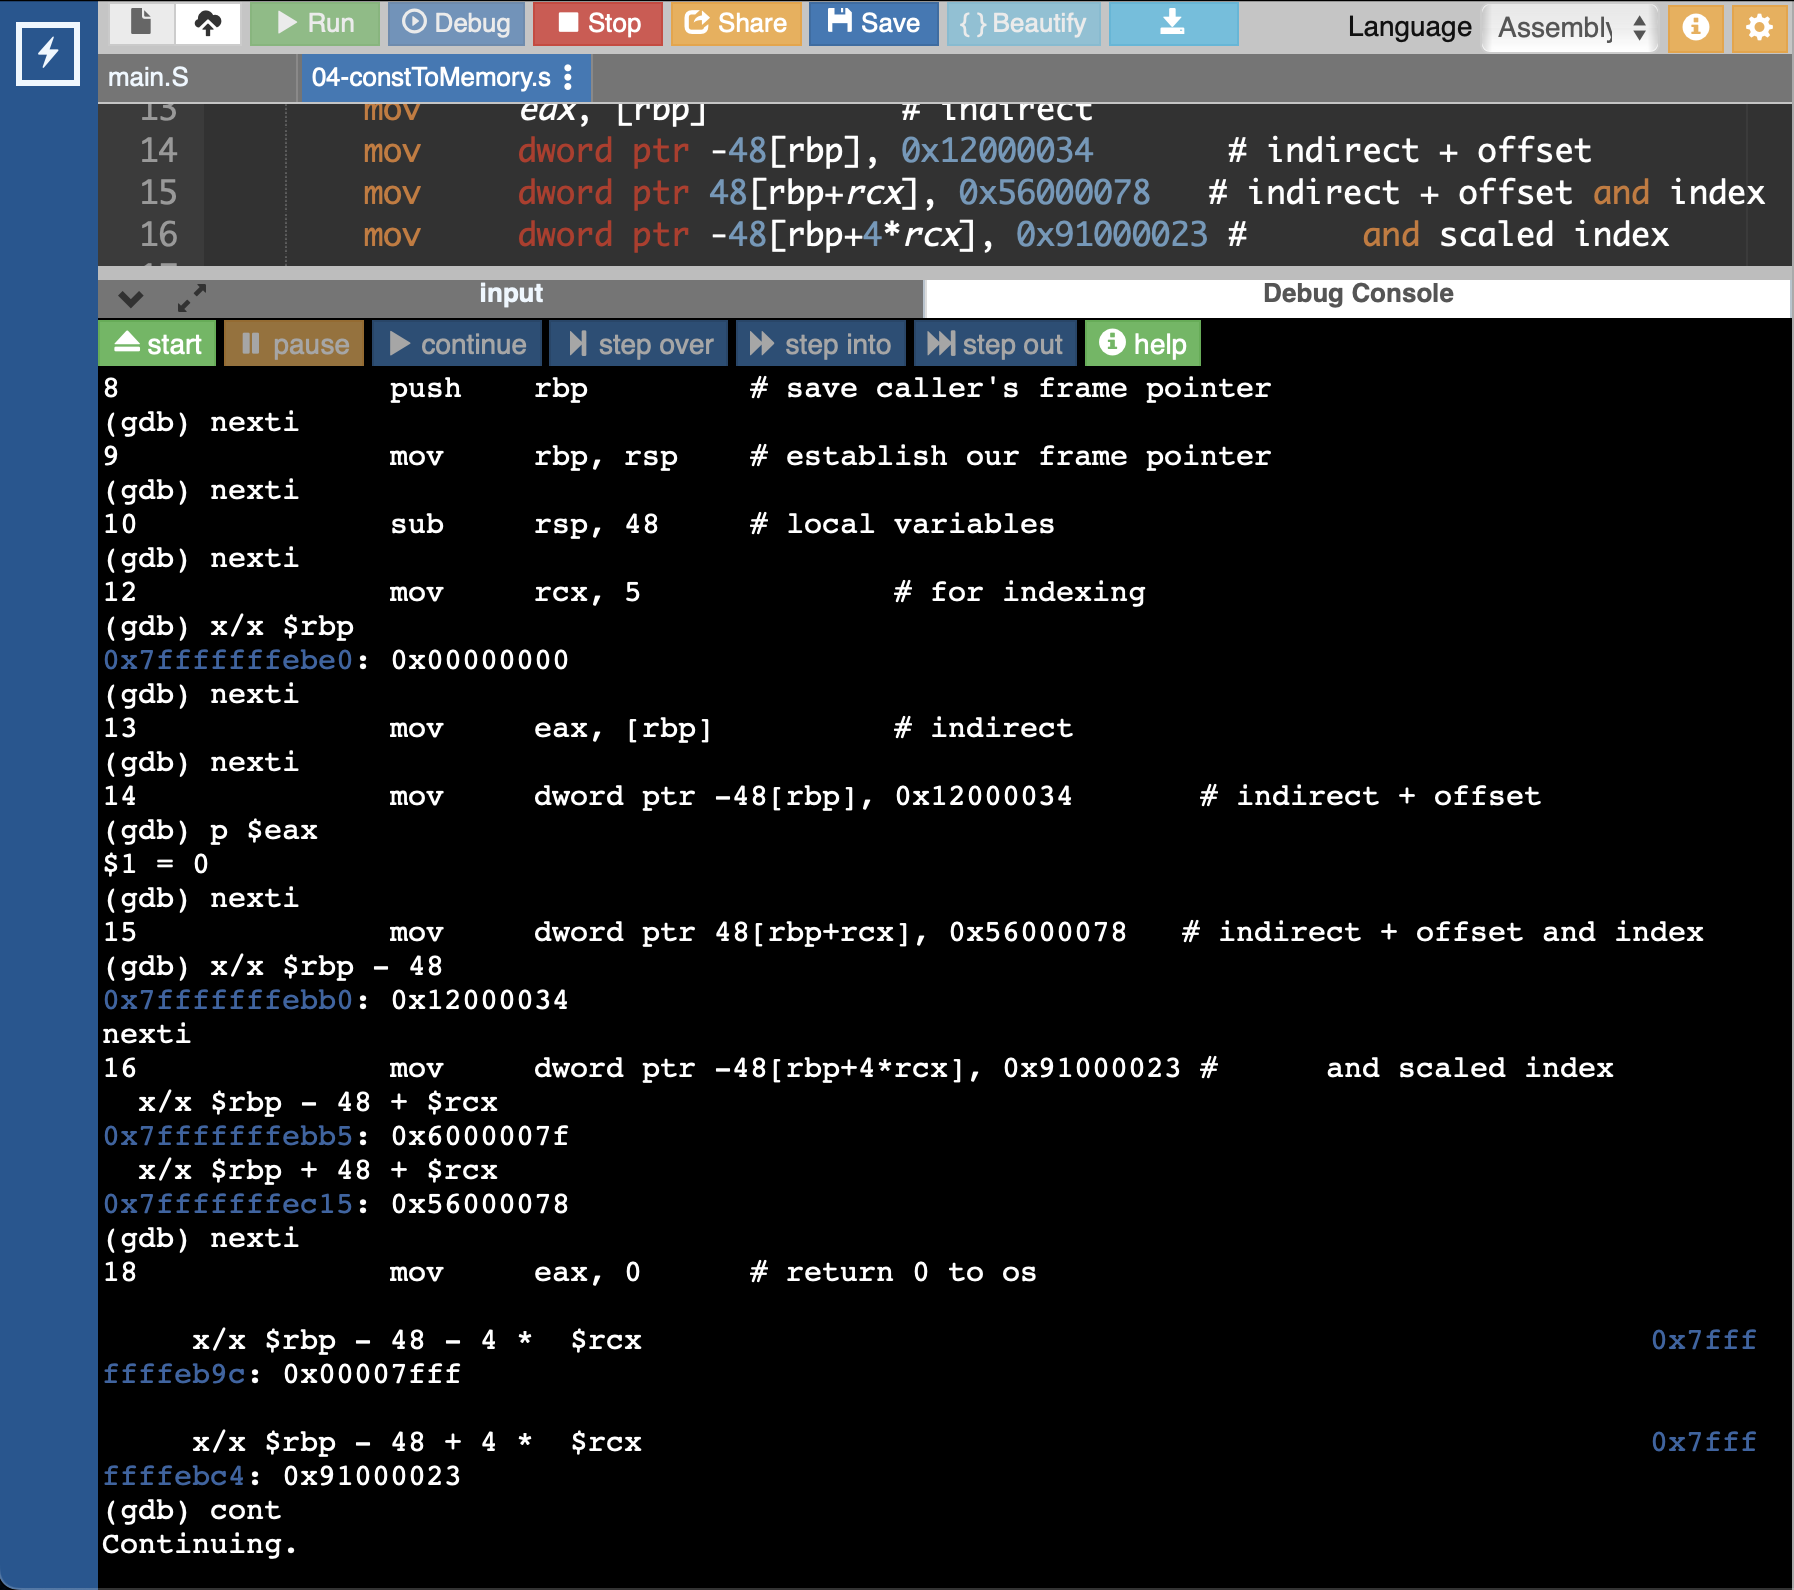 Run Debug Stop Share Save {} Beautify Language Assembly
main.S 04-constToMemory.s
13 mov eax, [rbp] # indirect
14 mov dword ptr -48[rbp], 0x12000034 # indirect + offset
15 mov dword ptr 48[rbp+rcx], 0x56000078 # indirect + offset and index
16 mov dword ptr -48[rbp+4*rcx], 0x91000023 # and scaled index
input Debug Console
start pause continue step over step into step out help
8 push rbp # save caller's frame pointer
(gdb) nexti
9 mov rbp, rsp # establish our frame pointer
(gdb) nexti
10 sub rsp, 48 # local variables
(gdb) nexti
12 mov rcx, 5 # for indexing
(gdb) x/x $rbp
0x7fffffffebe0: 0x00000000
(gdb) nexti
13 mov eax, [rbp] # indirect
(gdb) nexti
14 mov dword ptr -48[rbp], 0x12000034 # indirect + offset
(gdb) p $eax
$1 = 0
(gdb) nexti
15 mov dword ptr 48[rbp+rcx], 0x56000078 # indirect + offset and index
(gdb) x/x $rbp - 48
0x7fffffffebb0: 0x12000034
nexti
16 mov dword ptr -48[rbp+4*rcx], 0x91000023 # and scaled index
x/x $rbp - 48 + $rcx
0x7fffffffebb5: 0x6000007f
x/x $rbp + 48 + $rcx
0x7fffffffec15: 0x56000078
(gdb) nexti
18 mov eax, 0 # return 0 to os
x/x $rbp - 48 - 4 * $rcx 0x7fff
ffffeb9c: 0x00007fff
x/x $rbp - 48 + 4 * $rcx 0x7fff
ffffebc4: 0x91000023
(gdb) cont
Continuing.